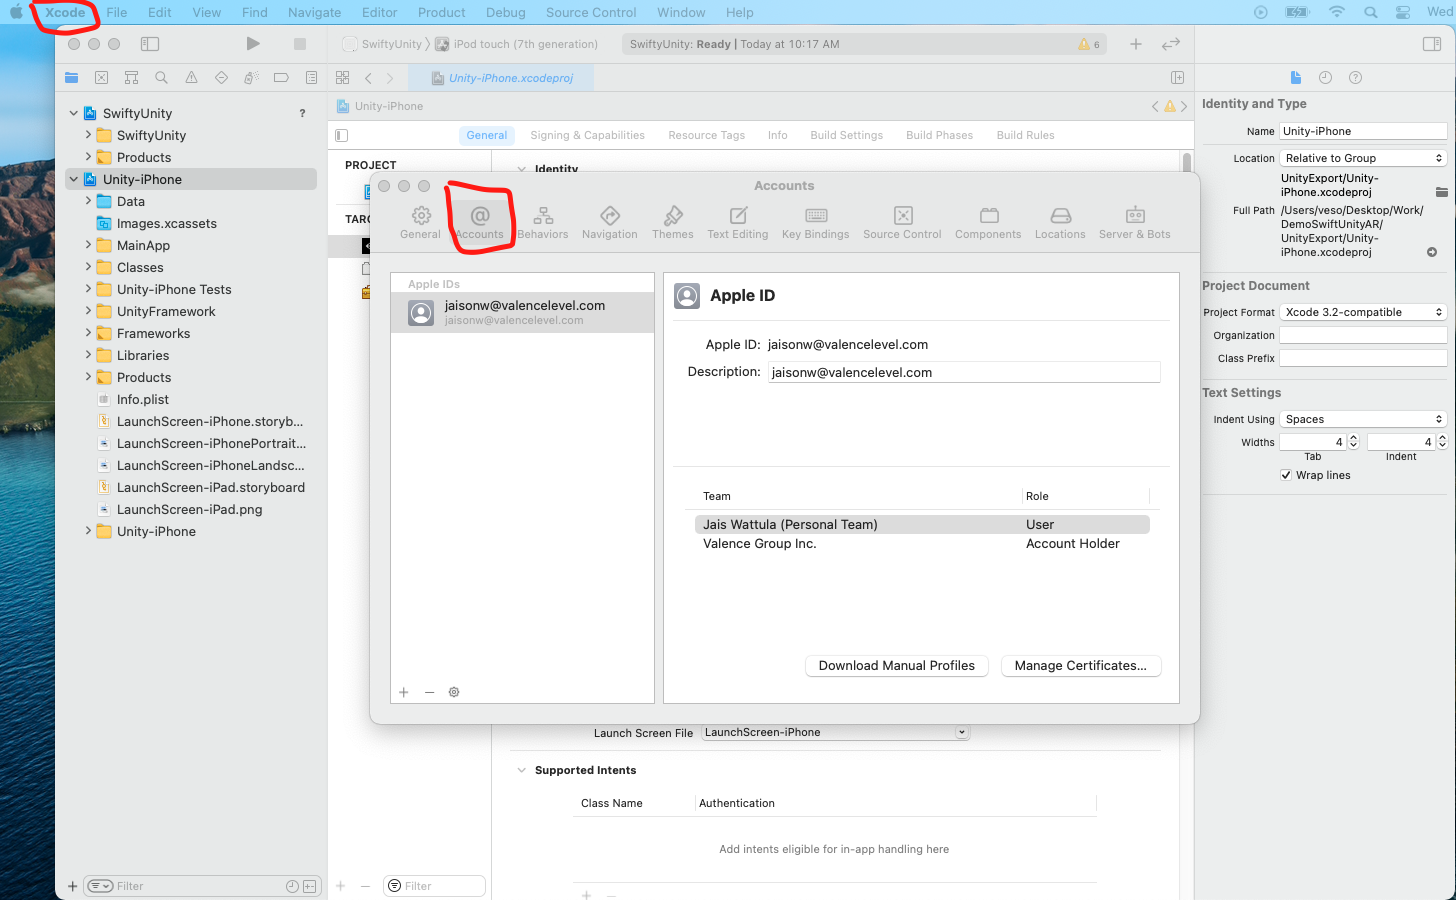 Xcode File Edit View Find Navigate Editor Product Debug Source Control Window Help Wed
SwiftyUnity iPod touch (7th generation) SwiftyUnity: Ready | Today at 10:17 AM 6
Unity-iPhone.xcodeproj
Unity-iPhone
General Signing & Capabilities Resource Tags Info Build Settings Build Phases Build Rules
SwiftyUnity ?
SwiftyUnity
Products
Unity-iPhone
Data
Images.xcassets
MainApp
Classes
Unity-iPhone Tests
UnityFramework
Frameworks
Libraries
Products
Info.plist
LaunchScreen-iPhone.storyb...
LaunchScreen-iPhonePortrait...
LaunchScreen-iPhoneLandsc...
LaunchScreen-iPad.storyboard
LaunchScreen-iPad.png
Unity-iPhone
Filter
PROJECT
TARG
Filter
Identity
Accounts
General Accounts Behaviors Navigation Themes Text Editing Key Bindings Source Control Components Locations Server & Bots
Apple IDs
jaisonw@valencelevel.com
jaisonw@valencelevel.com
Apple ID
Apple ID: jaisonw@valencelevel.com
Description: jaisonw@valencelevel.com
Team Role
Jais Wattula (Personal Team) User
Valence Group Inc. Account Holder
Download Manual Profiles Manage Certificates...
Launch Screen File LaunchScreen-iPhone
Supported Intents
Class Name Authentication
Add intents eligible for in-app handling here
Identity and Type
Name Unity-iPhone
Location Relative to Group
UnityExport/Unity-
iPhone.xcodeproj
Full Path /Users/veso/Desktop/Work/
DemoSwiftUnityAR/
UnityExport/Unity-
iPhone.xcodeproj
Project Document
Project Format Xcode 3.2-compatible
Organization
Class Prefix
Text Settings
Indent Using Spaces
Widths 4 4
Tab Indent
Wrap lines